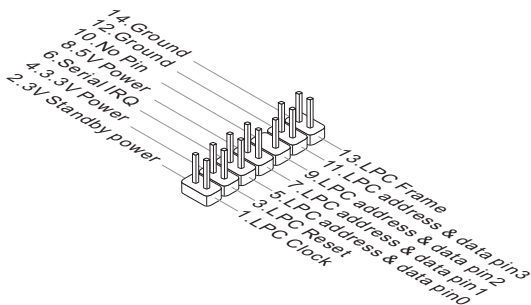 14.Ground
12.Ground
10.No Pin
8.5V Power
6.Serial IRQ
4.3.3V Power
2.3V Standby power
13.LPC Frame
11.LPC address & data pin3
9.LPC address & data pin2
7.LPC address & data pin1
5.LPC address & data pin0
3.LPC Reset
1.LPC Clock